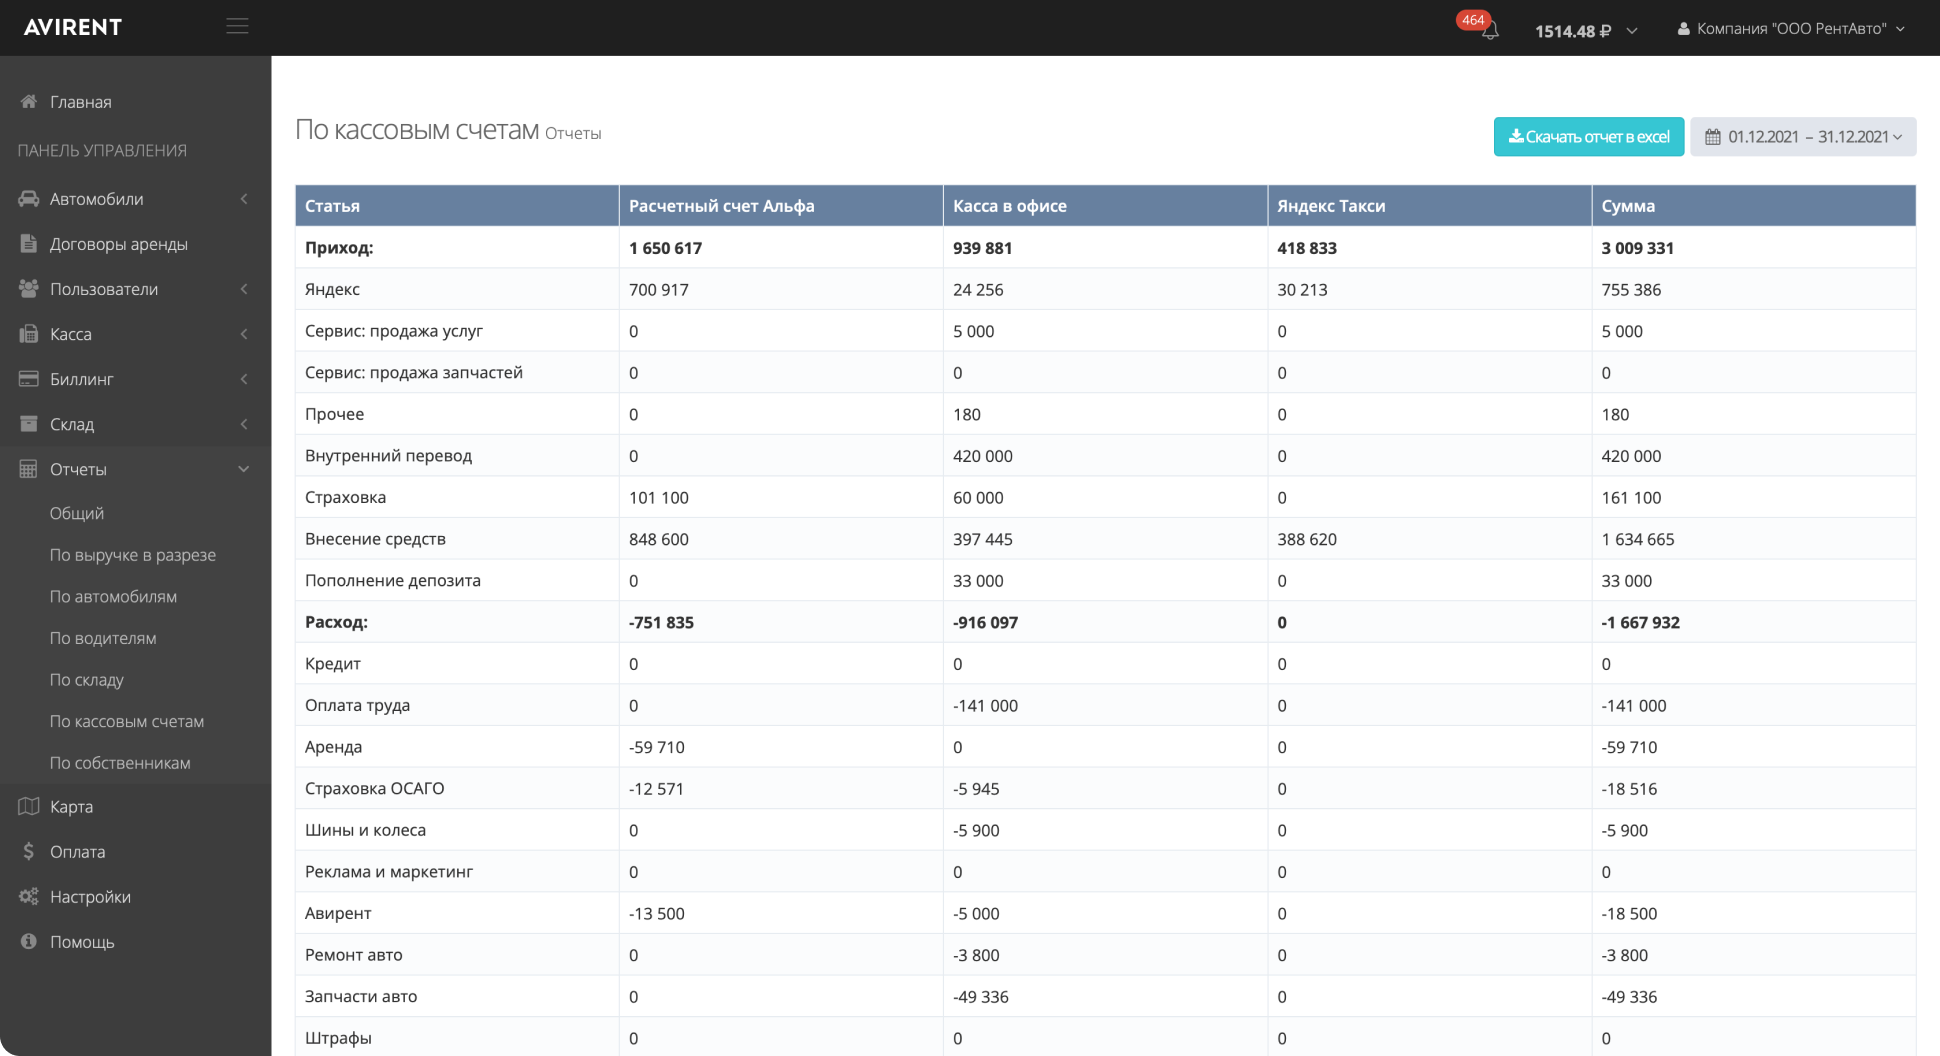 AVIRENT
464
1514.48 ₽
Компания "ООО РентАвто"
Главная
ПАНЕЛЬ УПРАВЛЕНИЯ
Автомобили
Договоры аренды
Пользователи
Касса
Биллинг
Склад
Отчеты
Общий
По выручке в разрезе
По автомобилям
По водителям
По складу
По кассовым счетам
По собственникам
Карта
Оплата
Настройки
Помощь
По кассовым счетам Отчеты
Скачать отчет в excel
01.12.2021 – 31.12.2021
Статья Расчетный счет Альфа Касса в офисе Яндекс Такси Сумма
Приход: 1 650 617 939 881 418 833 3 009 331
Яндекс 700 917 24 256 30 213 755 386
Сервис: продажа услуг 0 5 000 0 5 000
Сервис: продажа запчастей 0 0 0 0
Прочее 0 180 0 180
Внутренний перевод 0 420 000 0 420 000
Страховка 101 100 60 000 0 161 100
Внесение средств 848 600 397 445 388 620 1 634 665
Пополнение депозита 0 33 000 0 33 000
Расход: -751 835 -916 097 0 -1 667 932
Кредит 0 0 0 0
Оплата труда 0 -141 000 0 -141 000
Аренда -59 710 0 0 -59 710
Страховка ОСАГО -12 571 -5 945 0 -18 516
Шины и колеса 0 -5 900 0 -5 900
Реклама и маркетинг 0 0 0 0
Авирент -13 500 -5 000 0 -18 500
Ремонт авто 0 -3 800 0 -3 800
Запчасти авто 0 -49 336 0 -49 336
Штрафы 0 0 0 0